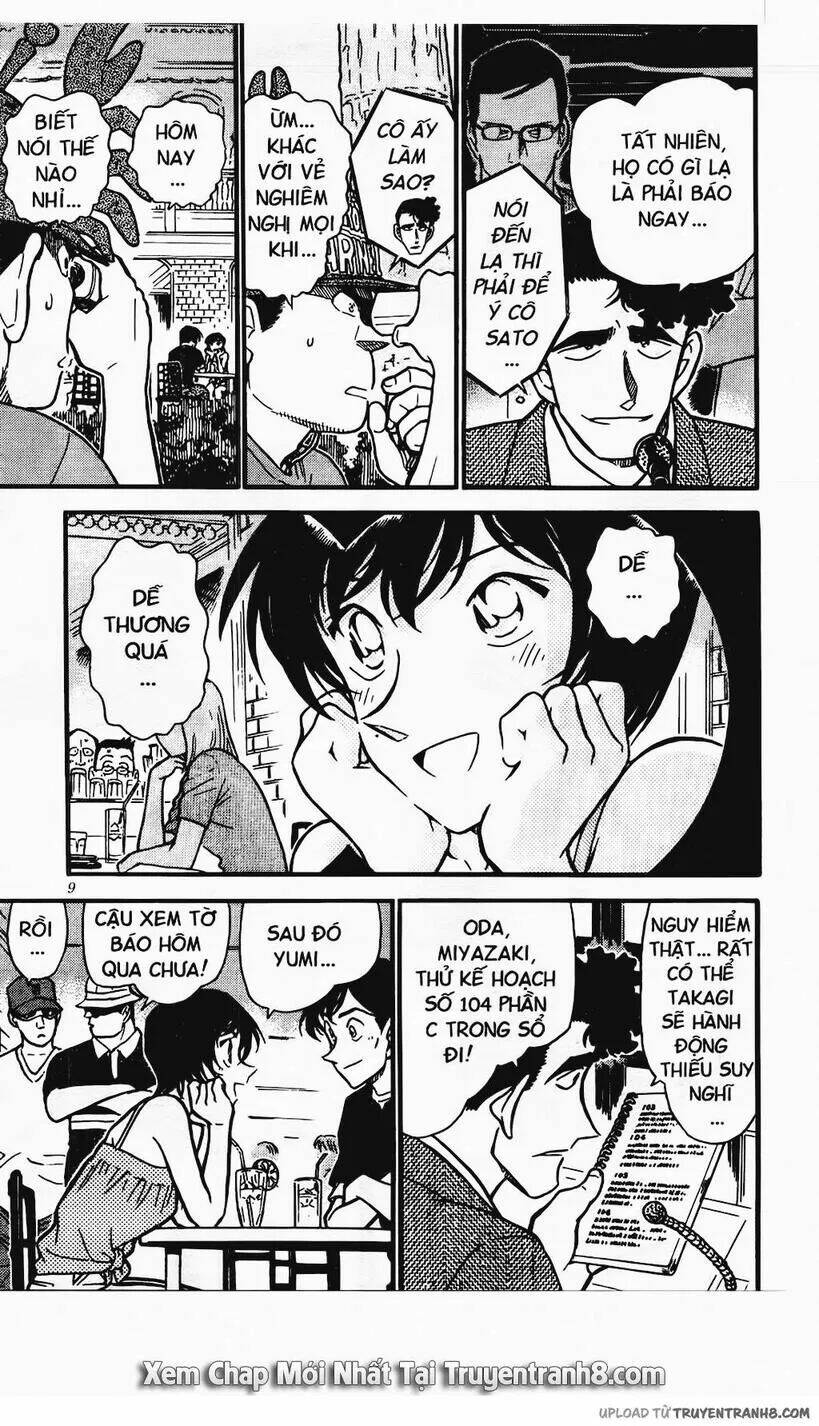 TẤT NHIÊN,
HỌ CÓ GÌ LẠ
LÀ PHẢI BÁO
NGAY...
NÓI
ĐẾN
LẠ THÌ
PHẢI ĐỂ
Ý CÔ
SATO
...
CÔ ẤY
LÀM
SAO?
ỪM...
KHÁC
VỚI VẺ
NGHIÊM
NGHỊ MỌI
KHI...
HÔM
NAY
...
BIẾT
NÓI THẾ
NÀO
NHỈ...
DỄ
...
DỄ
THƯƠNG
QUÁ
...
9
NGUY HIỂM
THẬT... RẤT
CÓ THỂ
TAKAGI
SẼ HÀNH
ĐỘNG
THIẾU SUY
NGHĨ
...
ODA,
MIYAZAKI,
THỬ KẾ HOẠCH
SỐ 104 PHẦN
C TRONG SỔ
ĐI!
103
104
105
SAU ĐÓ
YUMI...
CẬU XEM TỜ
BÁO HÔM
QUA CHƯA!
RỒI
...
Xem Chap Mới Nhất Tại Truyentranh8.com
UPLOAD TỪ TRUYENTRANH8.COM